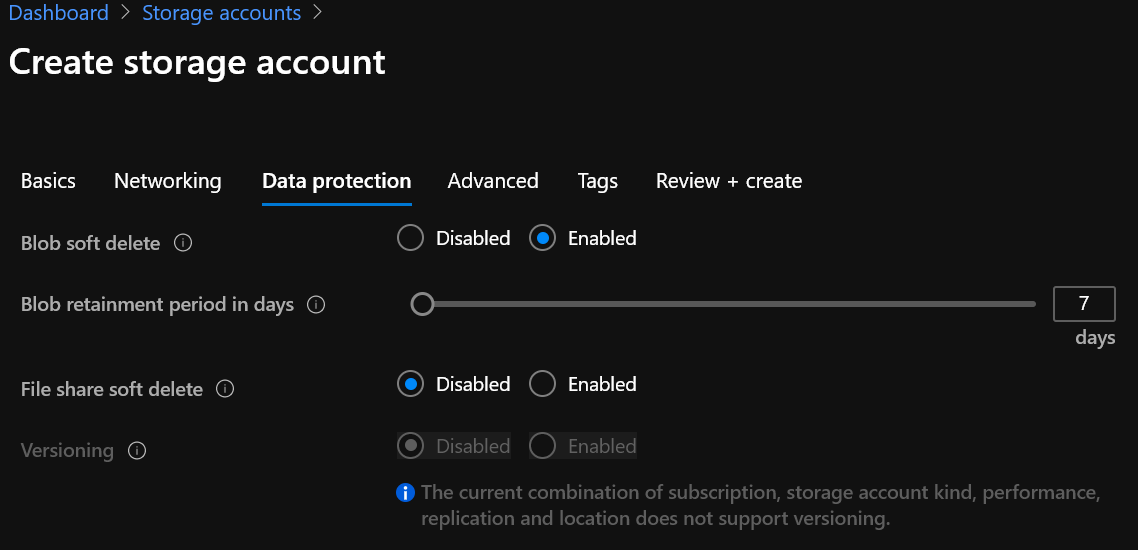 Dashboard > Storage accounts >
Create storage account
Basics Networking Data protection Advanced Tags Review + create
Blob soft delete Disabled Enabled
Blob retainment period in days 7
days
File share soft delete Disabled Enabled
Versioning Disabled Enabled
The current combination of subscription, storage account kind, performance,
replication and location does not support versioning.